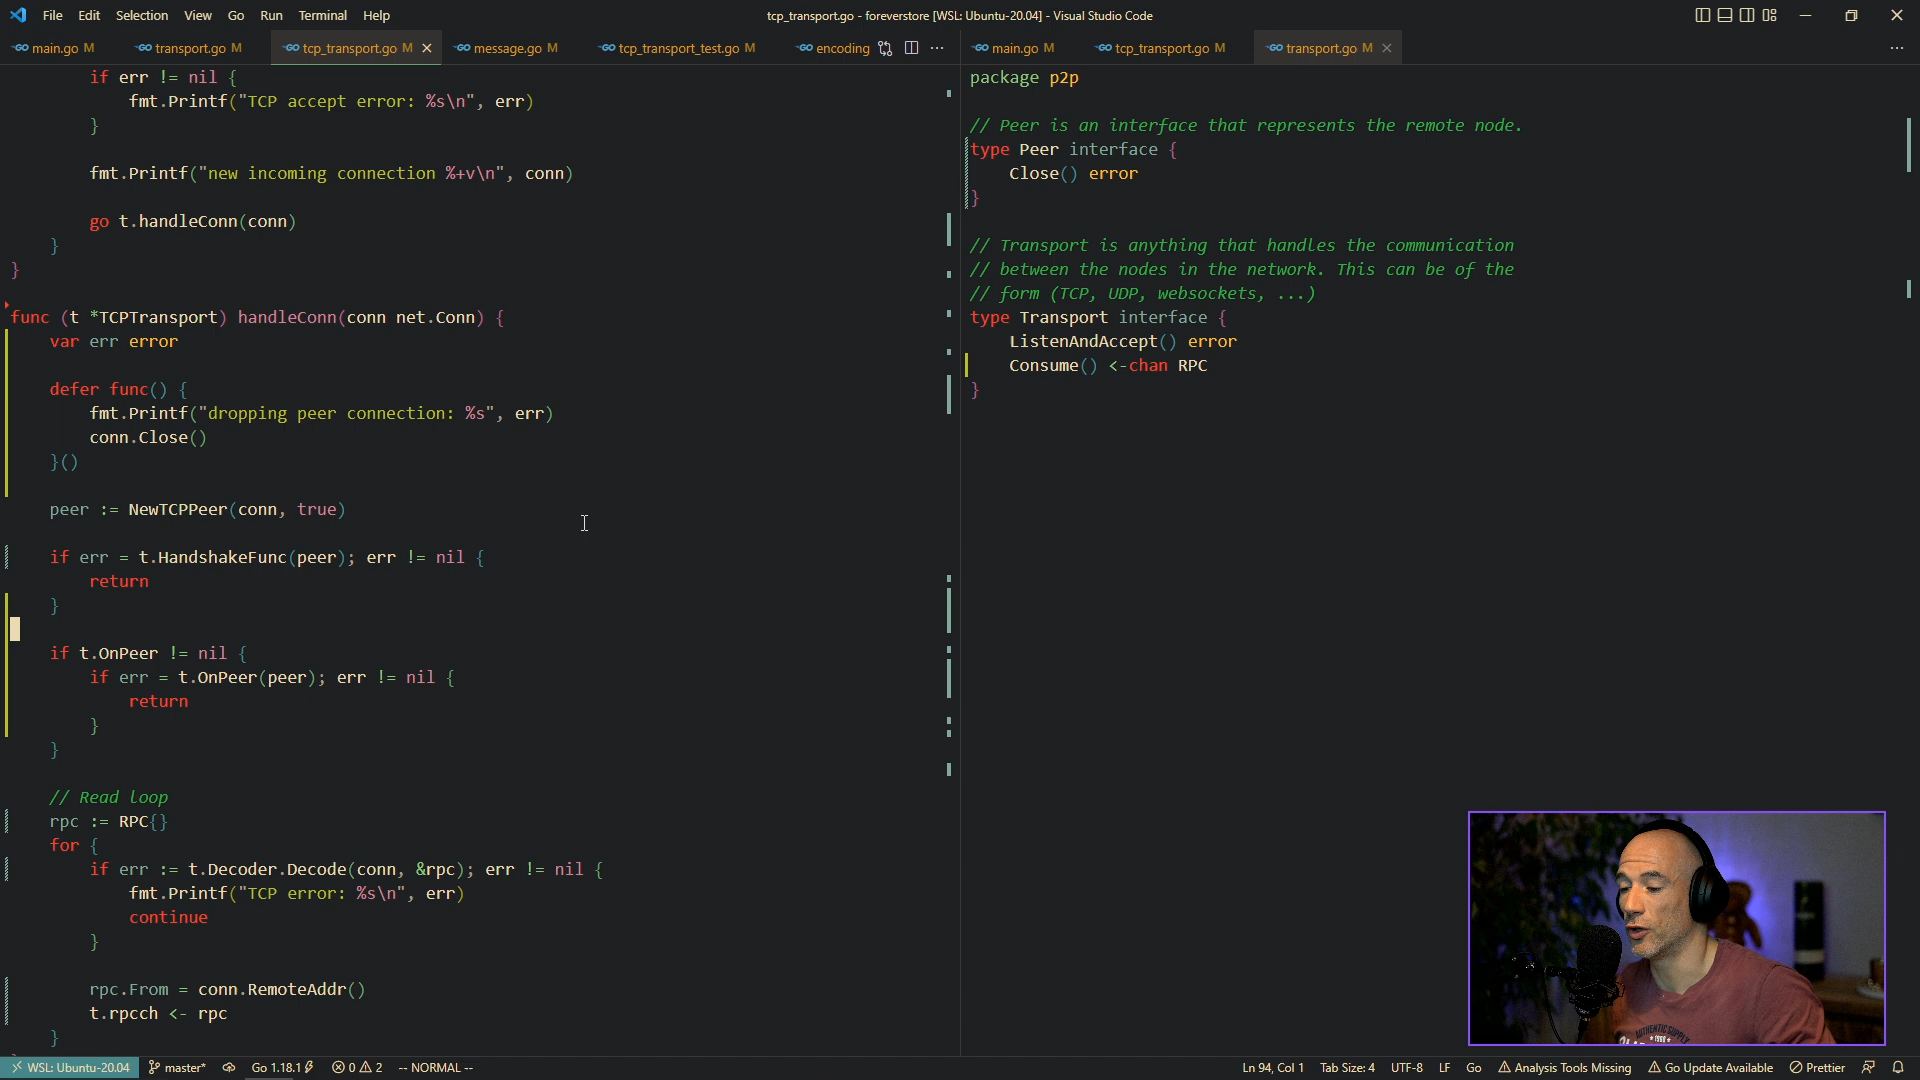 File Edit Selection View Go Run Terminal Help
tcp_transport.go - foreverstore [WSL: Ubuntu-20.04] - Visual Studio Code
main.go M transport.go M tcp_transport.go M message.go M tcp_transport_test.go M encoding
if err != nil {
fmt.Printf("TCP accept error: %s\n", err)
}
fmt.Printf("new incoming connection %+v\n", conn)
go t.handleConn(conn)
}
}
func (t *TCPTransport) handleConn(conn net.Conn) {
var err error
defer func() {
fmt.Printf("dropping peer connection: %s", err)
conn.Close()
}()
peer := NewTCPPeer(conn, true)
if err = t.HandshakeFunc(peer); err != nil {
return
}
if t.OnPeer != nil {
if err = t.OnPeer(peer); err != nil {
return
}
}
// Read loop
rpc := RPC{}
for {
if err := t.Decoder.Decode(conn, &rpc); err != nil {
fmt.Printf("TCP error: %s\n", err)
continue
}
rpc.From = conn.RemoteAddr()
t.rpcch <- rpc
}
main.go M tcp_transport.go M transport.go M
package p2p
// Peer is an interface that represents the remote node.
type Peer interface {
Close() error
}
// Transport is anything that handles the communication
// between the nodes in the network. This can be of the
// form (TCP, UDP, websockets, ...)
type Transport interface {
ListenAndAccept() error
Consume() <-chan RPC
}
AUTHENTIC SUPPLY
WSL: Ubuntu-20.04 master* Go 1.18.1 0 2 -- NORMAL -- Ln 94, Col 1 Tab Size: 4 UTF-8 LF Go Analysis Tools Missing Go Update Available Prettier